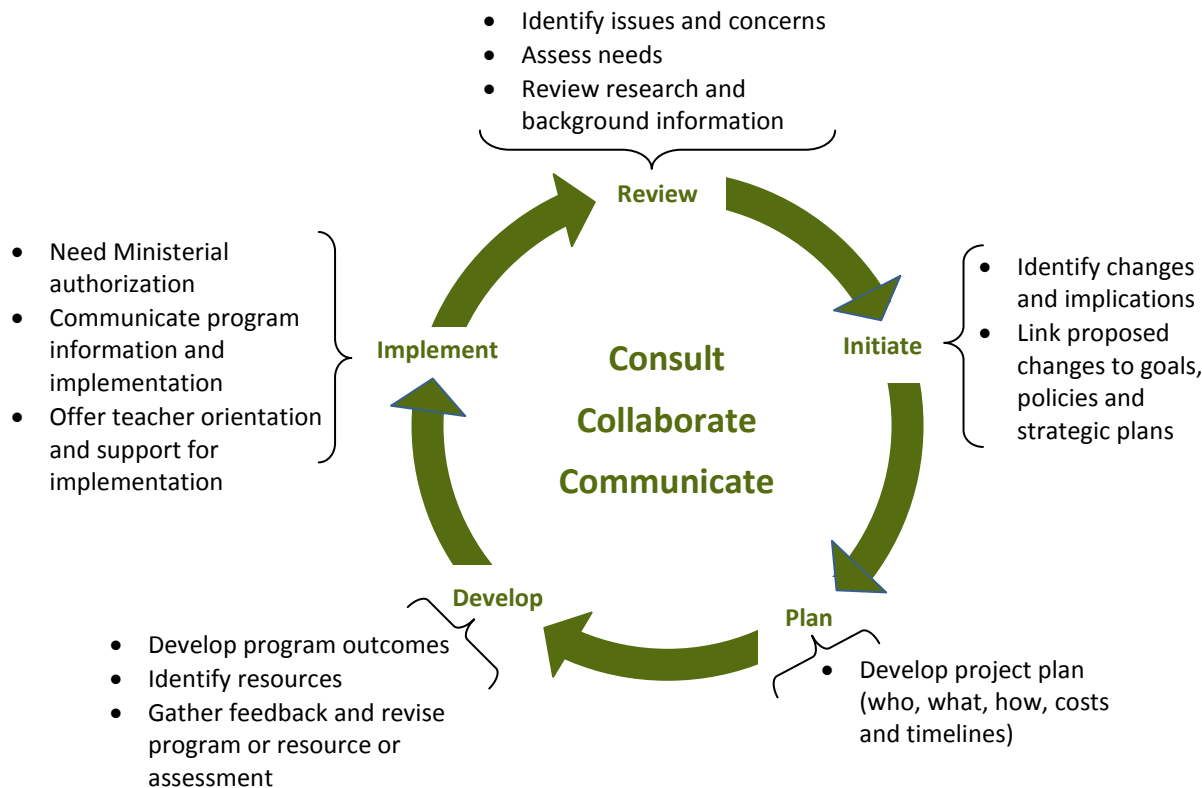 • Identify issues and concerns
• Assess needs
• Review research and
background information
Review
• Need Ministerial
authorization
• Communicate program
information and
implementation
• Offer teacher orientation
and support for
implementation
Implement
Consult
Collaborate
Communicate
Initiate
• Identify changes
and implications
• Link proposed
changes to goals,
policies and
strategic plans
Develop
• Develop program outcomes
• Identify resources
• Gather feedback and revise
program or resource or
assessment
Plan
• Develop project plan
(who, what, how, costs
and timelines)